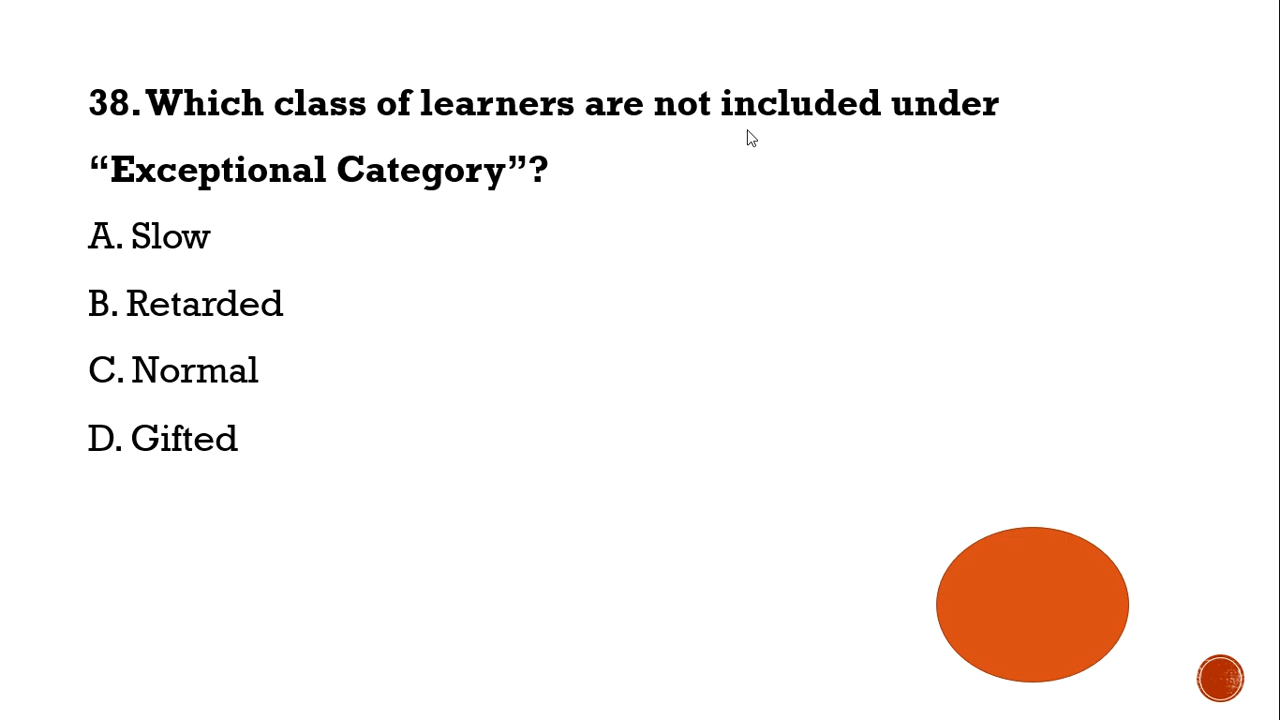 38. Which class of learners are not included under
“Exceptional Category”?
A. Slow
B. Retarded
C. Normal
D. Gifted